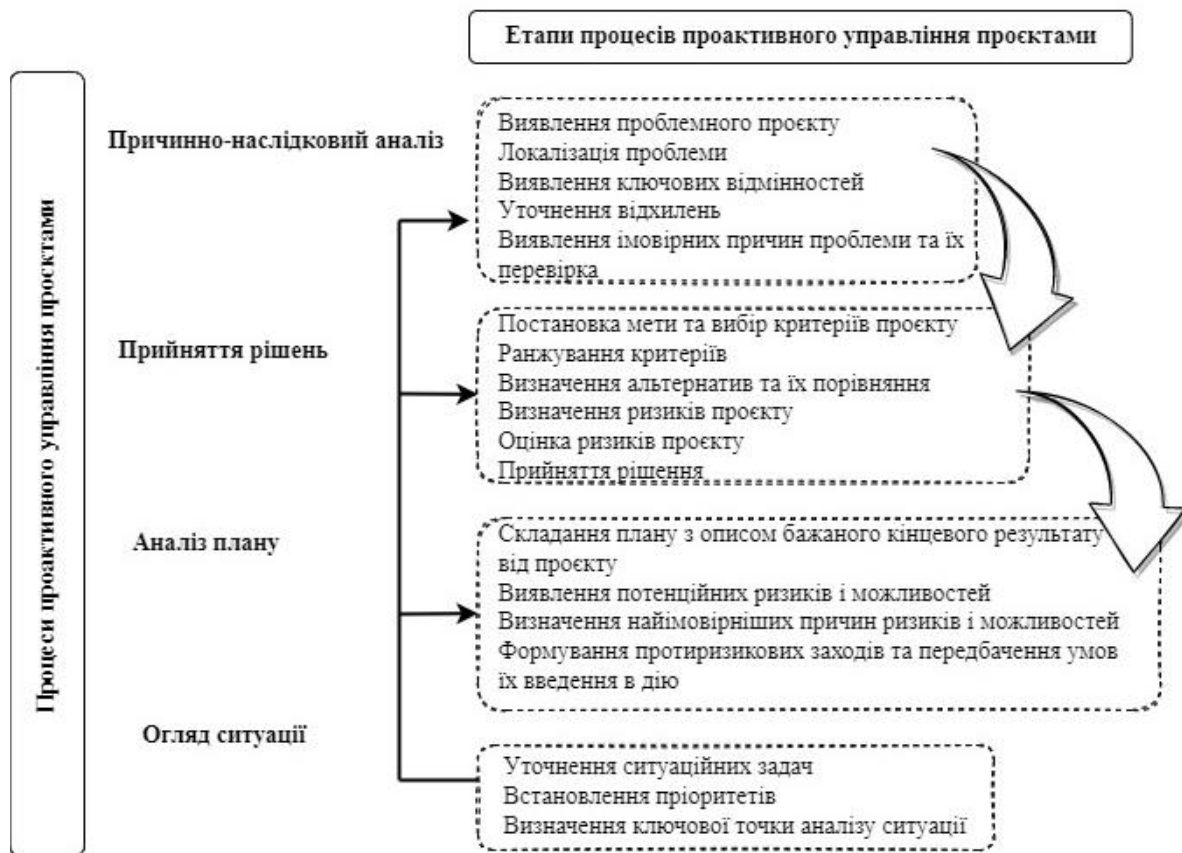 Етапи процесів проактивного управління проєктами
Процеси проактивного управління проєктами
Причинно-наслідковий аналіз
Виявлення проблемного проєкту
Локалізація проблеми
Виявлення ключових відмінностей
Уточнення відхилень
Виявлення імовірних причин проблеми та їх
перевірка
Прийняття рішень
Постановка мети та вибір критеріїв проєкту
Ранжування критеріїв
Визначення альтернатив та їх порівняння
Визначення ризиків проєкту
Оцінка ризиків проєкту
Прийняття рішення
Аналіз плану
Складання плану з описом бажаного кінцевого результату
від проєкту
Виявлення потенційних ризиків і можливостей
Визначення найімовірніших причин ризиків і можливостей
Формування протиризикових заходів та передбачення умов
їх введення в дію
Огляд ситуації
Уточнення ситуаційних задач
Встановлення пріоритетів
Визначення ключової точки аналізу ситуації